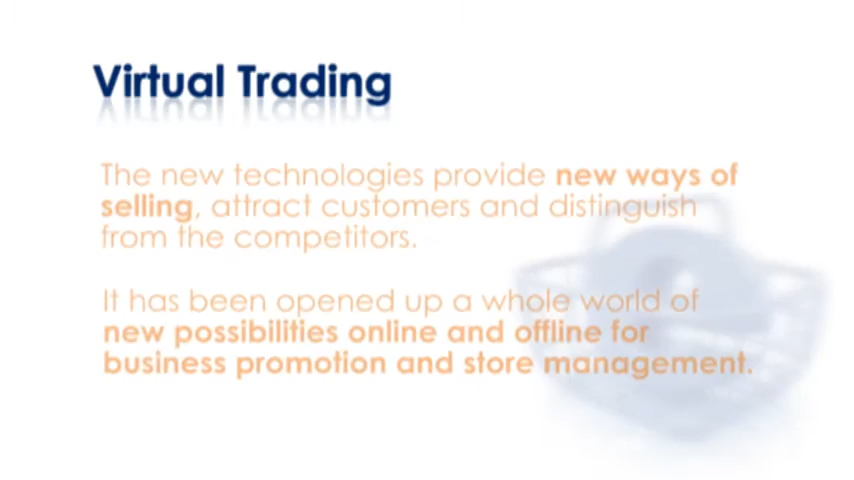 Virtual Trading
The new technologies provide new ways of
selling, attract customers and distinguish
from the competitors.
It has been opened up a whole world of
new possibilities online and offline for
business promotion and store management.